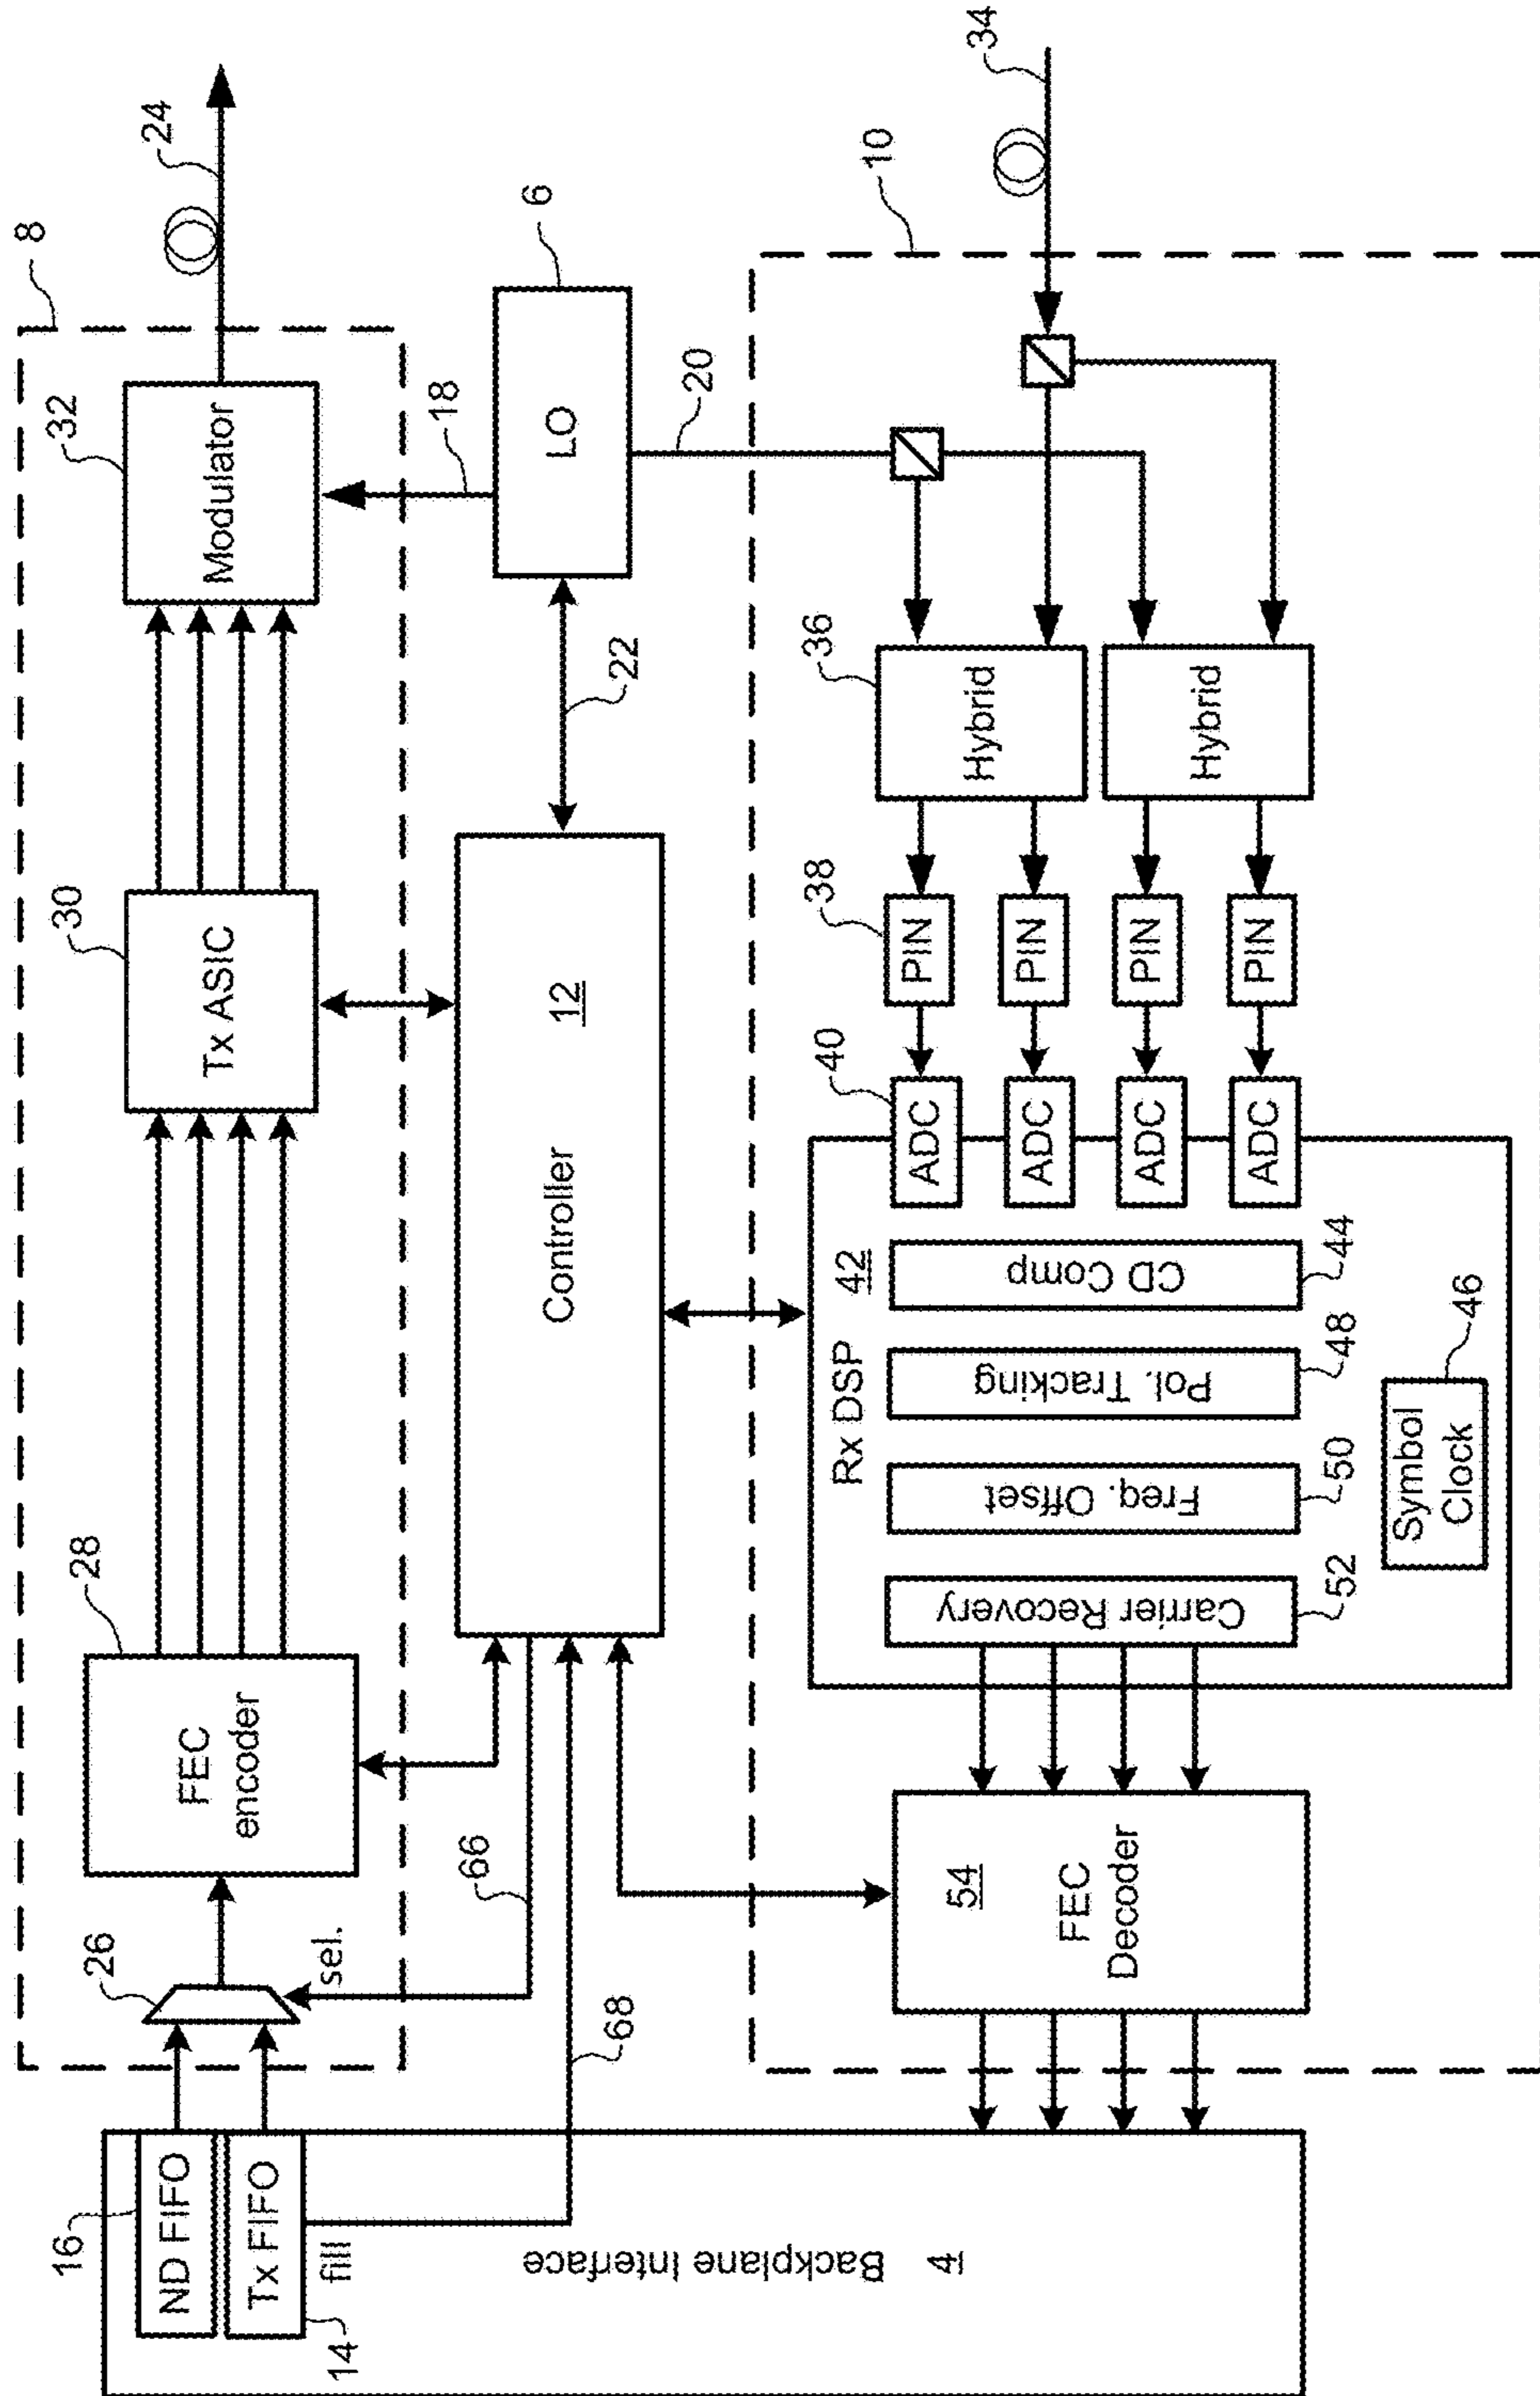 8
16
ND FIFO
Tx FIFO
14
fill
26
sel.
28
FEC
encoder
30
Tx ASIC
32
Modulator
24
66
68
Controller
12
22
18
LO
6
20
Backplane Interface 4
10
34
54
FEC
Decoder
Rx DSP 42
Carrier Recovery
52
Freq. Offset
50
Pol. Tracking
48
CD Comp
44
Symbol
Clock
46
40
ADC
ADC
ADC
ADC
38
PIN
PIN
PIN
PIN
36
Hybrid
Hybrid